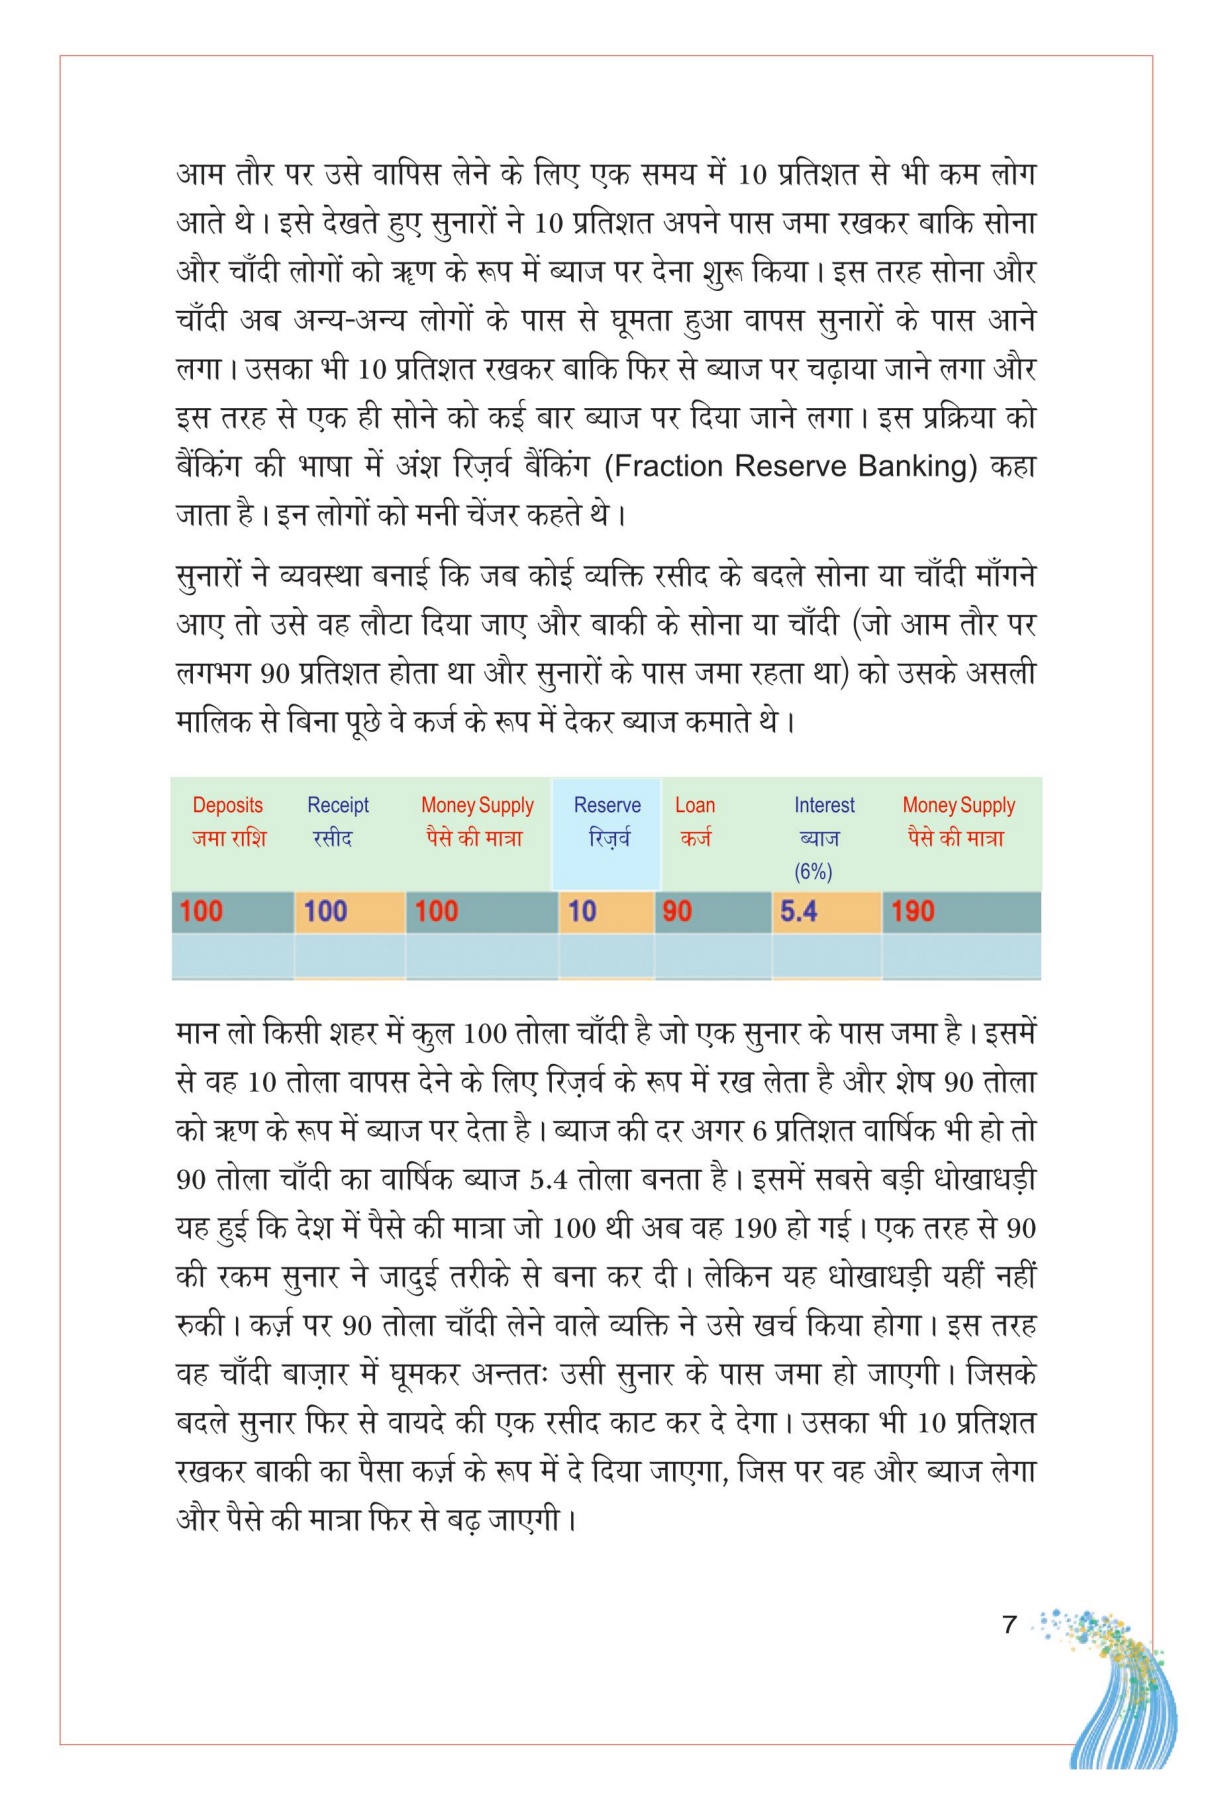 आम तौर पर उसे वापिस लेने के लिए एक समय में 10 प्रतिशत से भी कम लोग
आते थे। इसे देखते हुए सुनारों ने 10 प्रतिशत अपने पास जमा रखकर बाकि सोना
और चाँदी लोगों को ऋण के रूप में ब्याज पर देना शुरू किया। इस तरह सोना और
चाँदी अब अन्य-अन्य लोगों के पास से घूमता हुआ वापस सुनारों के पास आने
लगा। उसका भी 10 प्रतिशत रखकर बाकि फिर से ब्याज पर चढ़ाया जाने लगा और
इस तरह से एक ही सोने को कई बार ब्याज पर दिया जाने लगा। इस प्रक्रिया को
बैंकिंग की भाषा में अंश रिज़र्व बैंकिंग (Fraction Reserve Banking) कहा
जाता है। इन लोगों को मनी चेंजर कहते थे।
सुनारों ने व्यवस्था बनाई कि जब कोई व्यक्ति रसीद के बदले सोना या चाँदी माँगने
आए तो उसे वह लौटा दिया जाए और बाकी के सोना या चाँदी (जो आम तौर पर
लगभग 90 प्रतिशत होता था और सुनारों के पास जमा रहता था) को उसके असली
मालिक से बिना पूछे वे कर्ज के रूप में देकर ब्याज कमाते थे।
Deposits Receipt Money Supply Reserve Loan Interest Money Supply
जमा राशि रसीद पैसे की मात्रा रिज़र्व कर्ज ब्याज पैसे की मात्रा
(6%)
100 100 100 10 90 5.4 190
मान लो किसी शहर में कुल 100 तोला चाँदी है जो एक सुनार के पास जमा है। इसमें
से वह 10 तोला वापस देने के लिए रिज़र्व के रूप में रख लेता है और शेष 90 तोला
को ऋण के रूप में ब्याज पर देता है। ब्याज की दर अगर 6 प्रतिशत वार्षिक भी हो तो
90 तोला चाँदी का वार्षिक ब्याज 5.4 तोला बनता है। इसमें सबसे बड़ी धोखाधड़ी
यह हुई कि देश में पैसे की मात्रा जो 100 थी अब वह 190 हो गई। एक तरह से 90
की रकम सुनार ने जादुई तरीके से बना कर दी। लेकिन यह धोखाधड़ी यहीं नहीं
रुकी। कर्ज़ पर 90 तोला चाँदी लेने वाले व्यक्ति ने उसे खर्च किया होगा। इस तरह
वह चाँदी बाज़ार में घूमकर अन्ततः उसी सुनार के पास जमा हो जाएगी। जिसके
बदले सुनार फिर से वायदे की एक रसीद काट कर दे देगा। उसका भी 10 प्रतिशत
रखकर बाकी का पैसा कर्ज़ के रूप में दे दिया जाएगा, जिस पर वह और ब्याज लेगा
और पैसे की मात्रा फिर से बढ़ जाएगी।
7